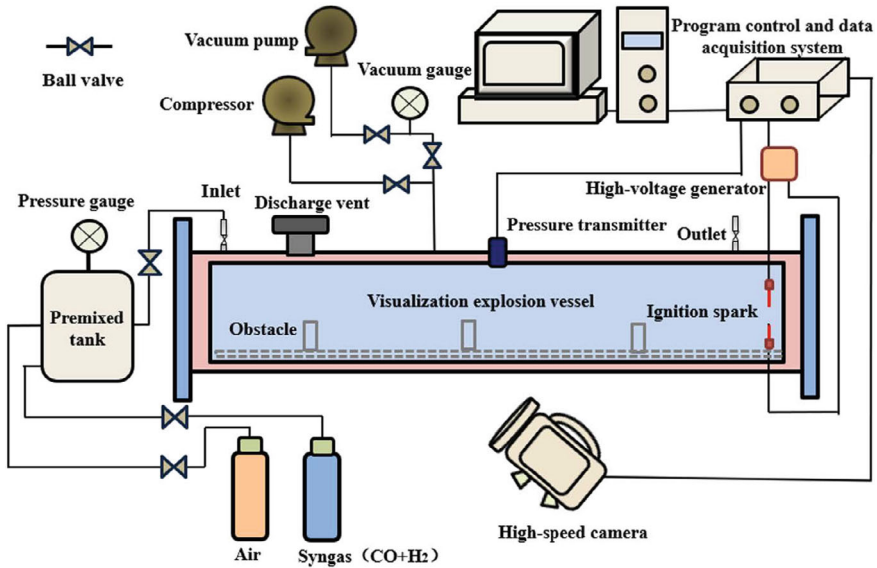 Vacuum pump
Program control and data
acquisition system
Ball valve
Vacuum gauge
Compressor
Inlet
High-voltage generator
Pressure gauge
Discharge vent
Pressure transmitter
Outlet
Visualization explosion vessel
Ignition spark
Premixed
tank
Obstacle
High-speed camera
Air
Syngas（CO+H2）